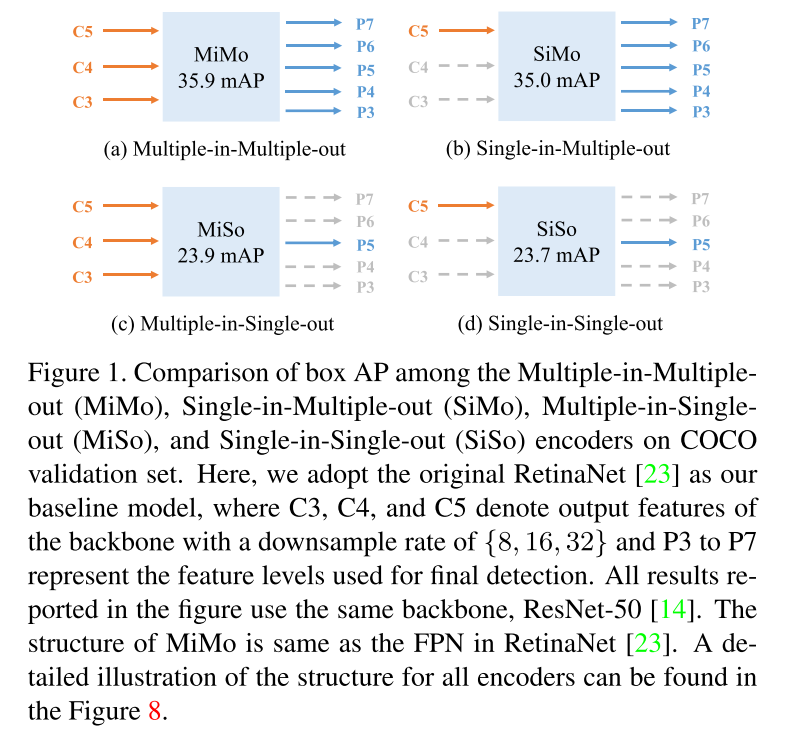 C5
C4
C3
MiMo
35.9 mAP
P7
P6
P5
P4
P3
(a) Multiple-in-Multiple-out
C5
C4
C3
SiMo
35.0 mAP
P7
P6
P5
P4
P3
(b) Single-in-Multiple-out
C5
C4
C3
MiSo
23.9 mAP
P7
P6
P5
P4
P3
(c) Multiple-in-Single-out
C5
C4
C3
SiSo
23.7 mAP
P7
P6
P5
P4
P3
(d) Single-in-Single-out
Figure 1. Comparison of box AP among the Multiple-in-Multiple-
out (MiMo), Single-in-Multiple-out (SiMo), Multiple-in-Single-
out (MiSo), and Single-in-Single-out (SiSo) encoders on COCO
validation set. Here, we adopt the original RetinaNet [23] as our
baseline model, where C3, C4, and C5 denote output features of
the backbone with a downsample rate of {8, 16, 32} and P3 to P7
represent the feature levels used for final detection. All results re-
ported in the figure use the same backbone, ResNet-50 [14]. The
structure of MiMo is same as the FPN in RetinaNet [23]. A de-
tailed illustration of the structure for all encoders can be found in
the Figure 8.